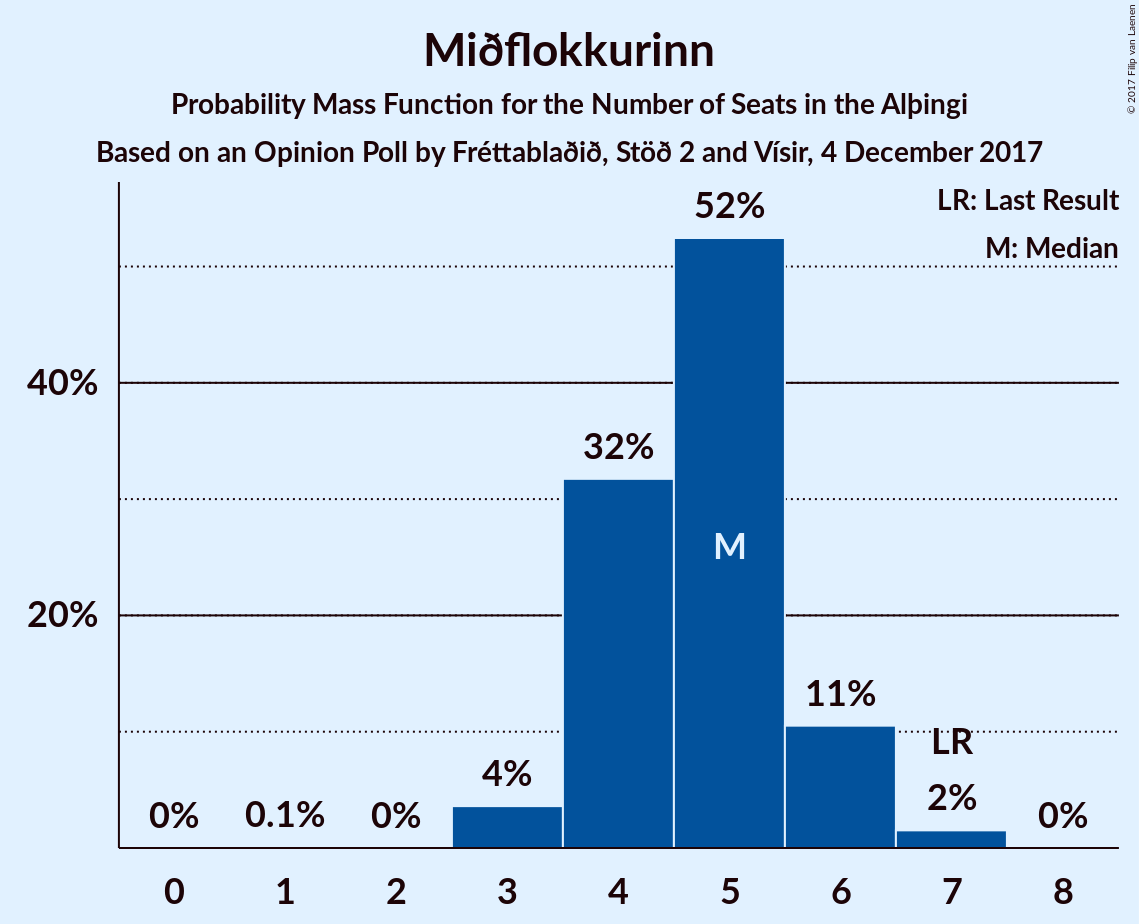 Miðflokkurinn
Probability Mass Function for the Number of Seats in the Alþingi
Based on an Opinion Poll by Fréttablaðið, Stöð 2 and Vísir, 4 December 2017
© 2017 Filip van Laenen
LR: Last Result
M: Median
52%
40%
32%
M
20%
11%
LR
4%
2%
0%
0.1%
0%
0%
0 1 2 3 4 5 6 7 8